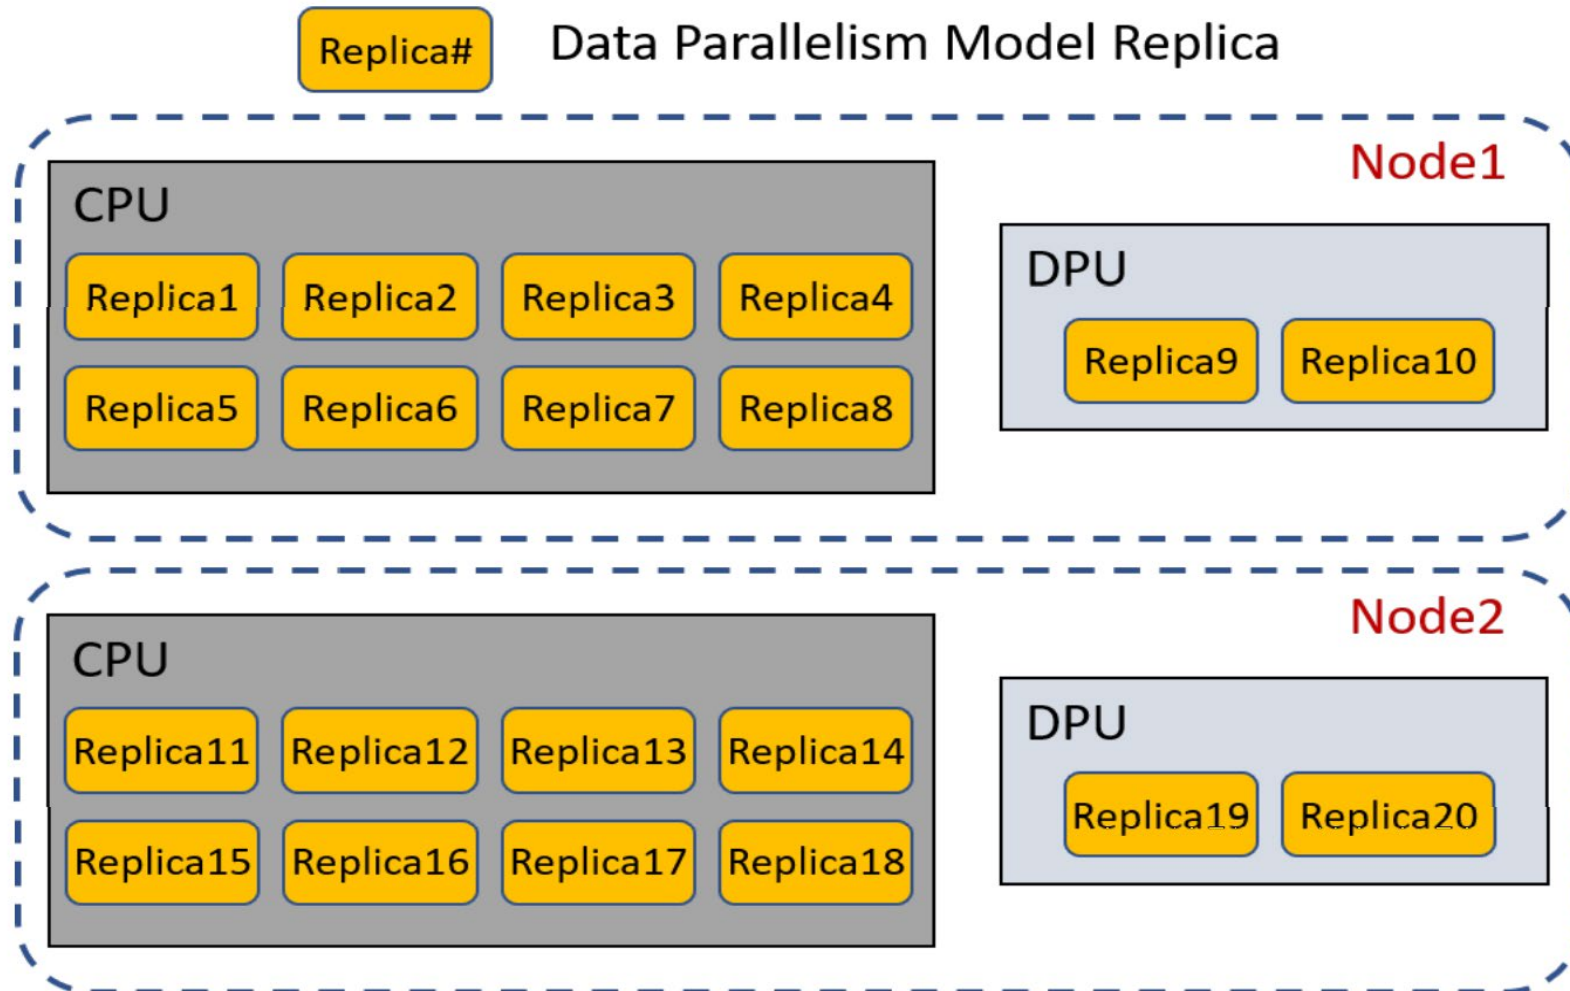 Replica# Data Parallelism Model Replica
Node1
CPU
DPU
Replica1 Replica2 Replica3 Replica4
Replica9 Replica10
Replica5 Replica6 Replica7 Replica8
Node2
CPU
DPU
Replica11 Replica12 Replica13 Replica14
Replica19 Replica20
Replica15 Replica16 Replica17 Replica18